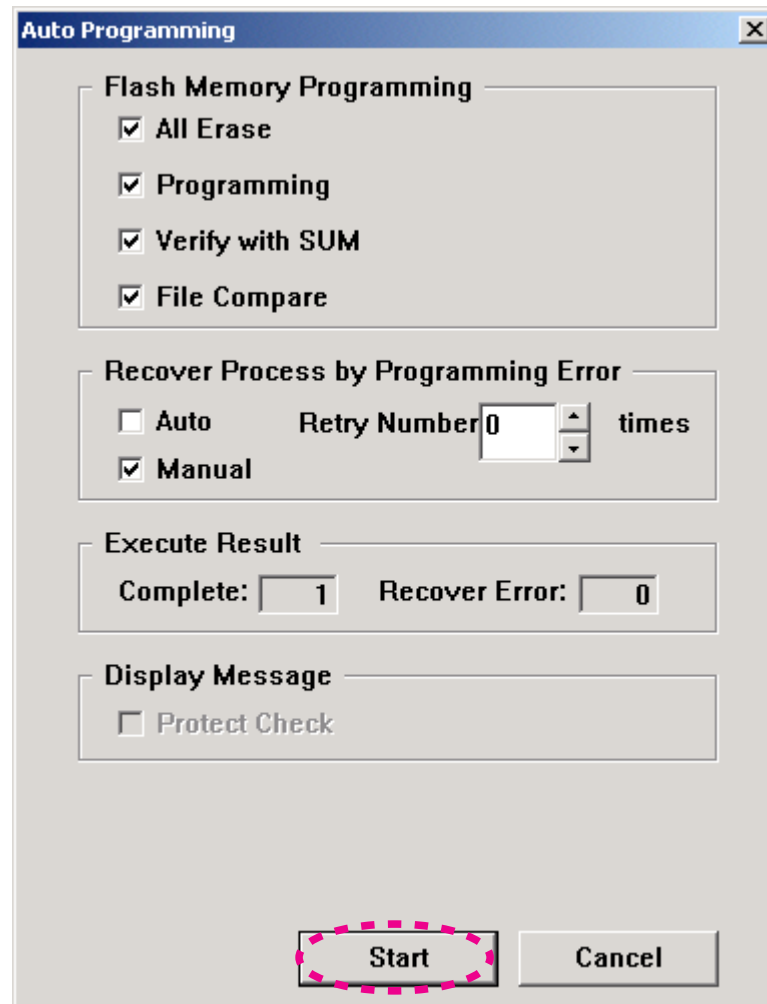 Auto Programming
Flash Memory Programming
All Erase
Programming
Verify with SUM
File Compare
Recover Process by Programming Error
Auto Retry Number 0 times
Manual
Execute Result
Complete: 1 Recover Error: 0
Display Message
Protect Check
Start Cancel